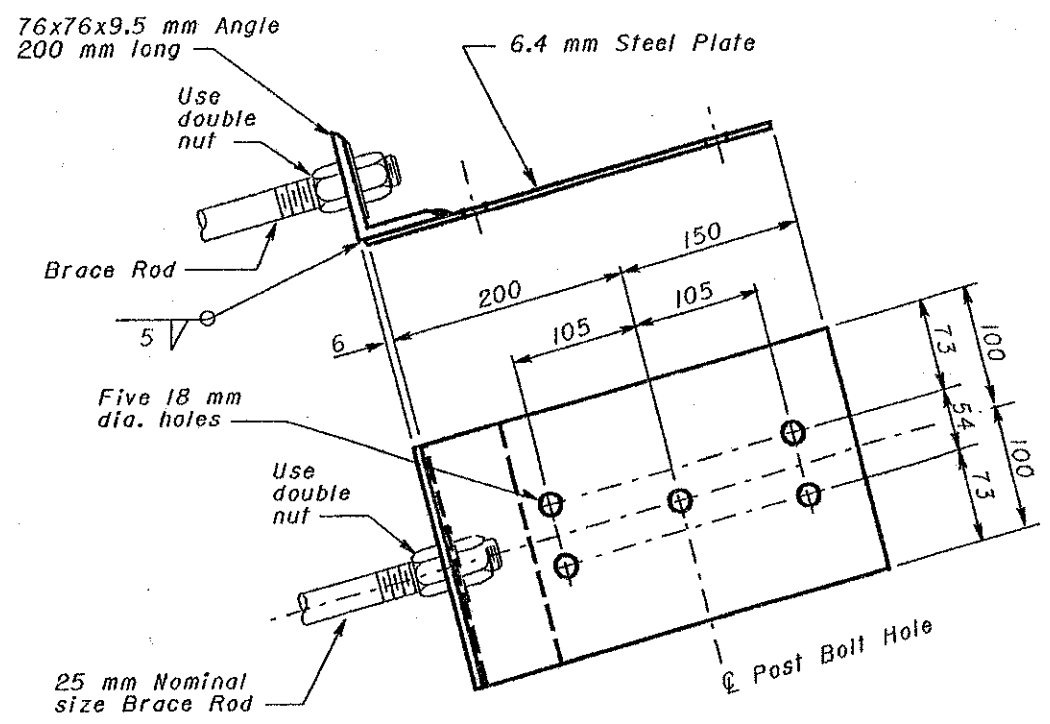 76x76x9.5 mm Angle
200 mm long
6.4 mm Steel Plate
Use
double
nut
Brace Rod
150
200
105
105
6
5
73
100
54
73
100
Five 18 mm
dia. holes
Use
double
nut
25 mm Nominal
size Brace Rod
℄ Post Bolt Hole